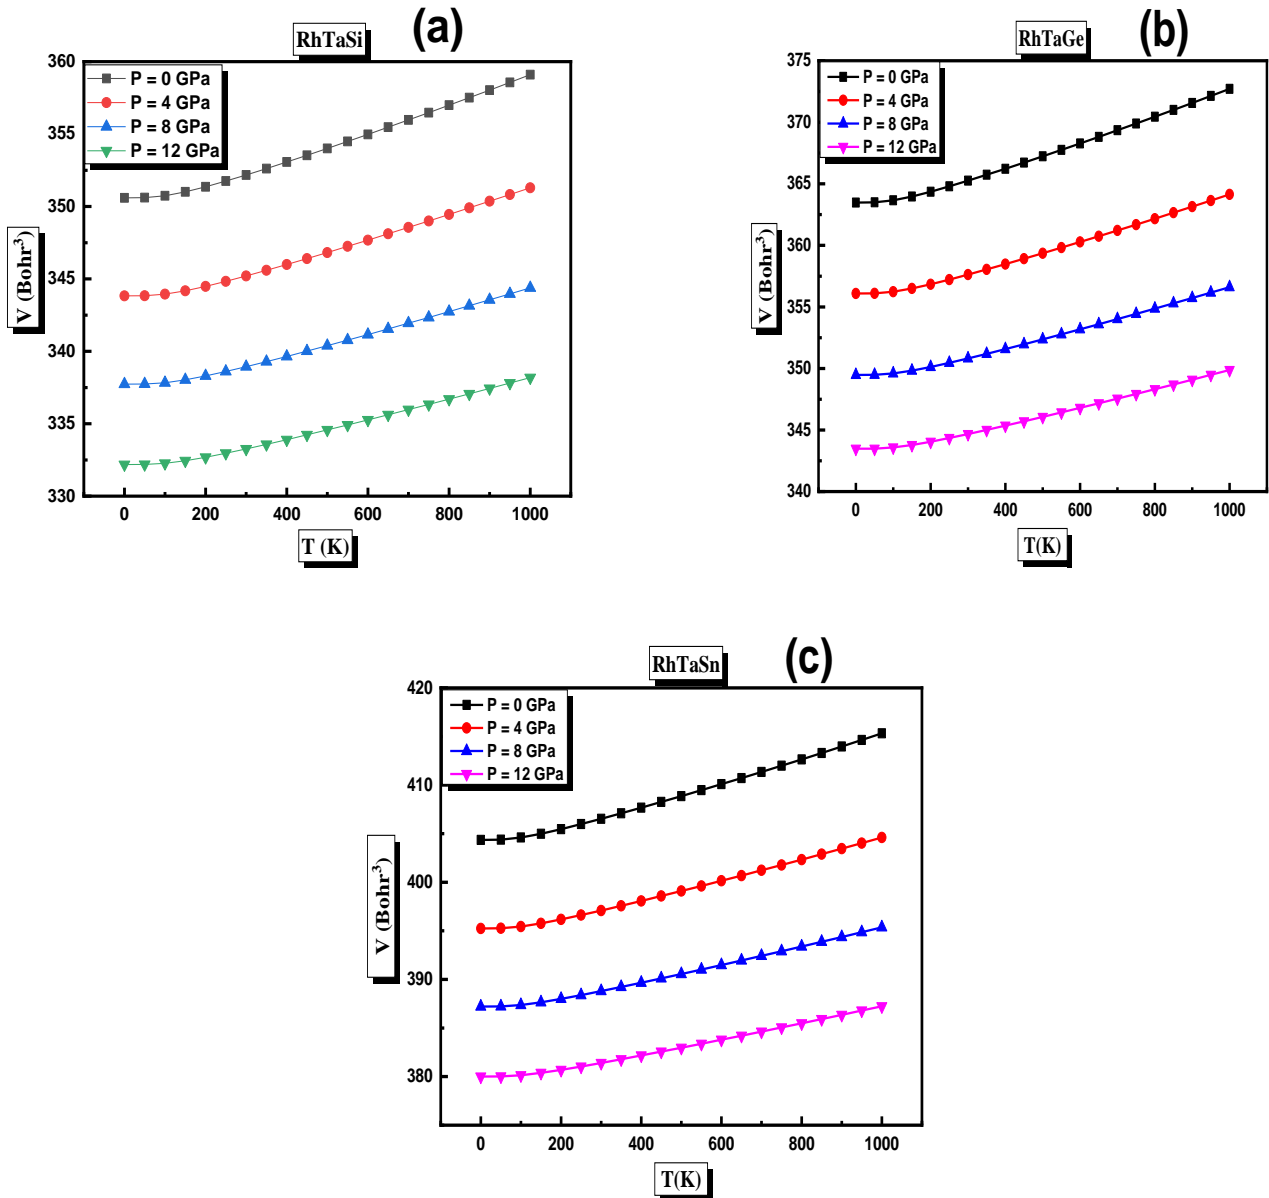 RhTaSi
(a)
P = 0 GPa
P = 4 GPa
P = 8 GPa
P = 12 GPa
360
355
350
345
340
335
330
V (Bohr³)
0 200 400 600 800 1000
T (K)
RhTaGe
(b)
P = 0 GPa
P = 4 GPa
P = 8 GPa
P = 12 GPa
375
370
365
360
355
350
345
340
V (Bohr³)
0 200 400 600 800 1000
T(K)
RhTaSn
(c)
P = 0 GPa
P = 4 GPa
P = 8 GPa
P = 12 GPa
420
410
400
390
380
V (Bohr³)
0 200 400 600 800 1000
T(K)